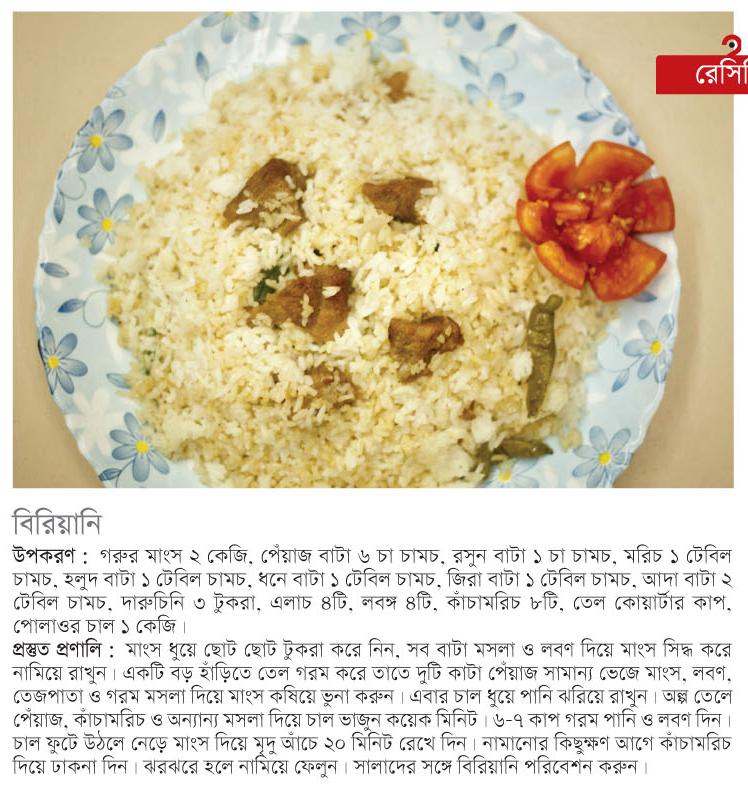 ২
বিরিয়ানি
উপকরণ : গরুর মাংস ২ কেজি, পেঁয়াজ বাটা ৬ চা চামচ, রসুন বাটা ১ চা চামচ, মরিচ ১ টেবিল
চামচ, হলুদ বাটা ১ টেবিল চামচ, ধনে বাটা ১ টেবিল চামচ, জিরা বাটা ১ টেবিল চামচ, আদা বাটা ২
টেবিল চামচ, দারুচিনি ৩ টুকরা, এলাচ ৪টি, লবঙ্গ ৪টি, কাঁচামরিচ ৮টি, তেল কোয়ার্টার কাপ,
পোলাওর চাল ১ কেজি।
প্রস্তুত প্রণালি : মাংস ধুয়ে ছোট ছোট টুকরা করে নিন, সব বাটা মসলা ও লবণ দিয়ে মাংস সিদ্ধ করে
নামিয়ে রাখুন। একটি বড় হাঁড়িতে তেল গরম করে তাতে দুটি কাটা পেঁয়াজ সামান্য ভেজে মাংস, লবণ,
তেজপাতা ও গরম মসলা দিয়ে মাংস কষিয়ে ভুনা করুন। এবার চাল ধুয়ে পানি ঝরিয়ে রাখুন। অল্প তেলে
পেঁয়াজ, কাঁচামরিচ ও অন্যান্য মসলা দিয়ে চাল ভাজুন কয়েক মিনিট। ৬-৭ কাপ গরম পানি ও লবণ দিন।
চাল ফুটে উঠলে নেড়ে মাংস দিয়ে মৃদু আঁচে ২০ মিনিট রেখে দিন। নামানোর কিছুক্ষণ আগে কাঁচামরিচ
দিয়ে ঢাকনা দিন। ঝরঝরে হলে নামিয়ে ফেলুন। সালাদের সঙ্গে বিরিয়ানি পরিবেশন করুন।